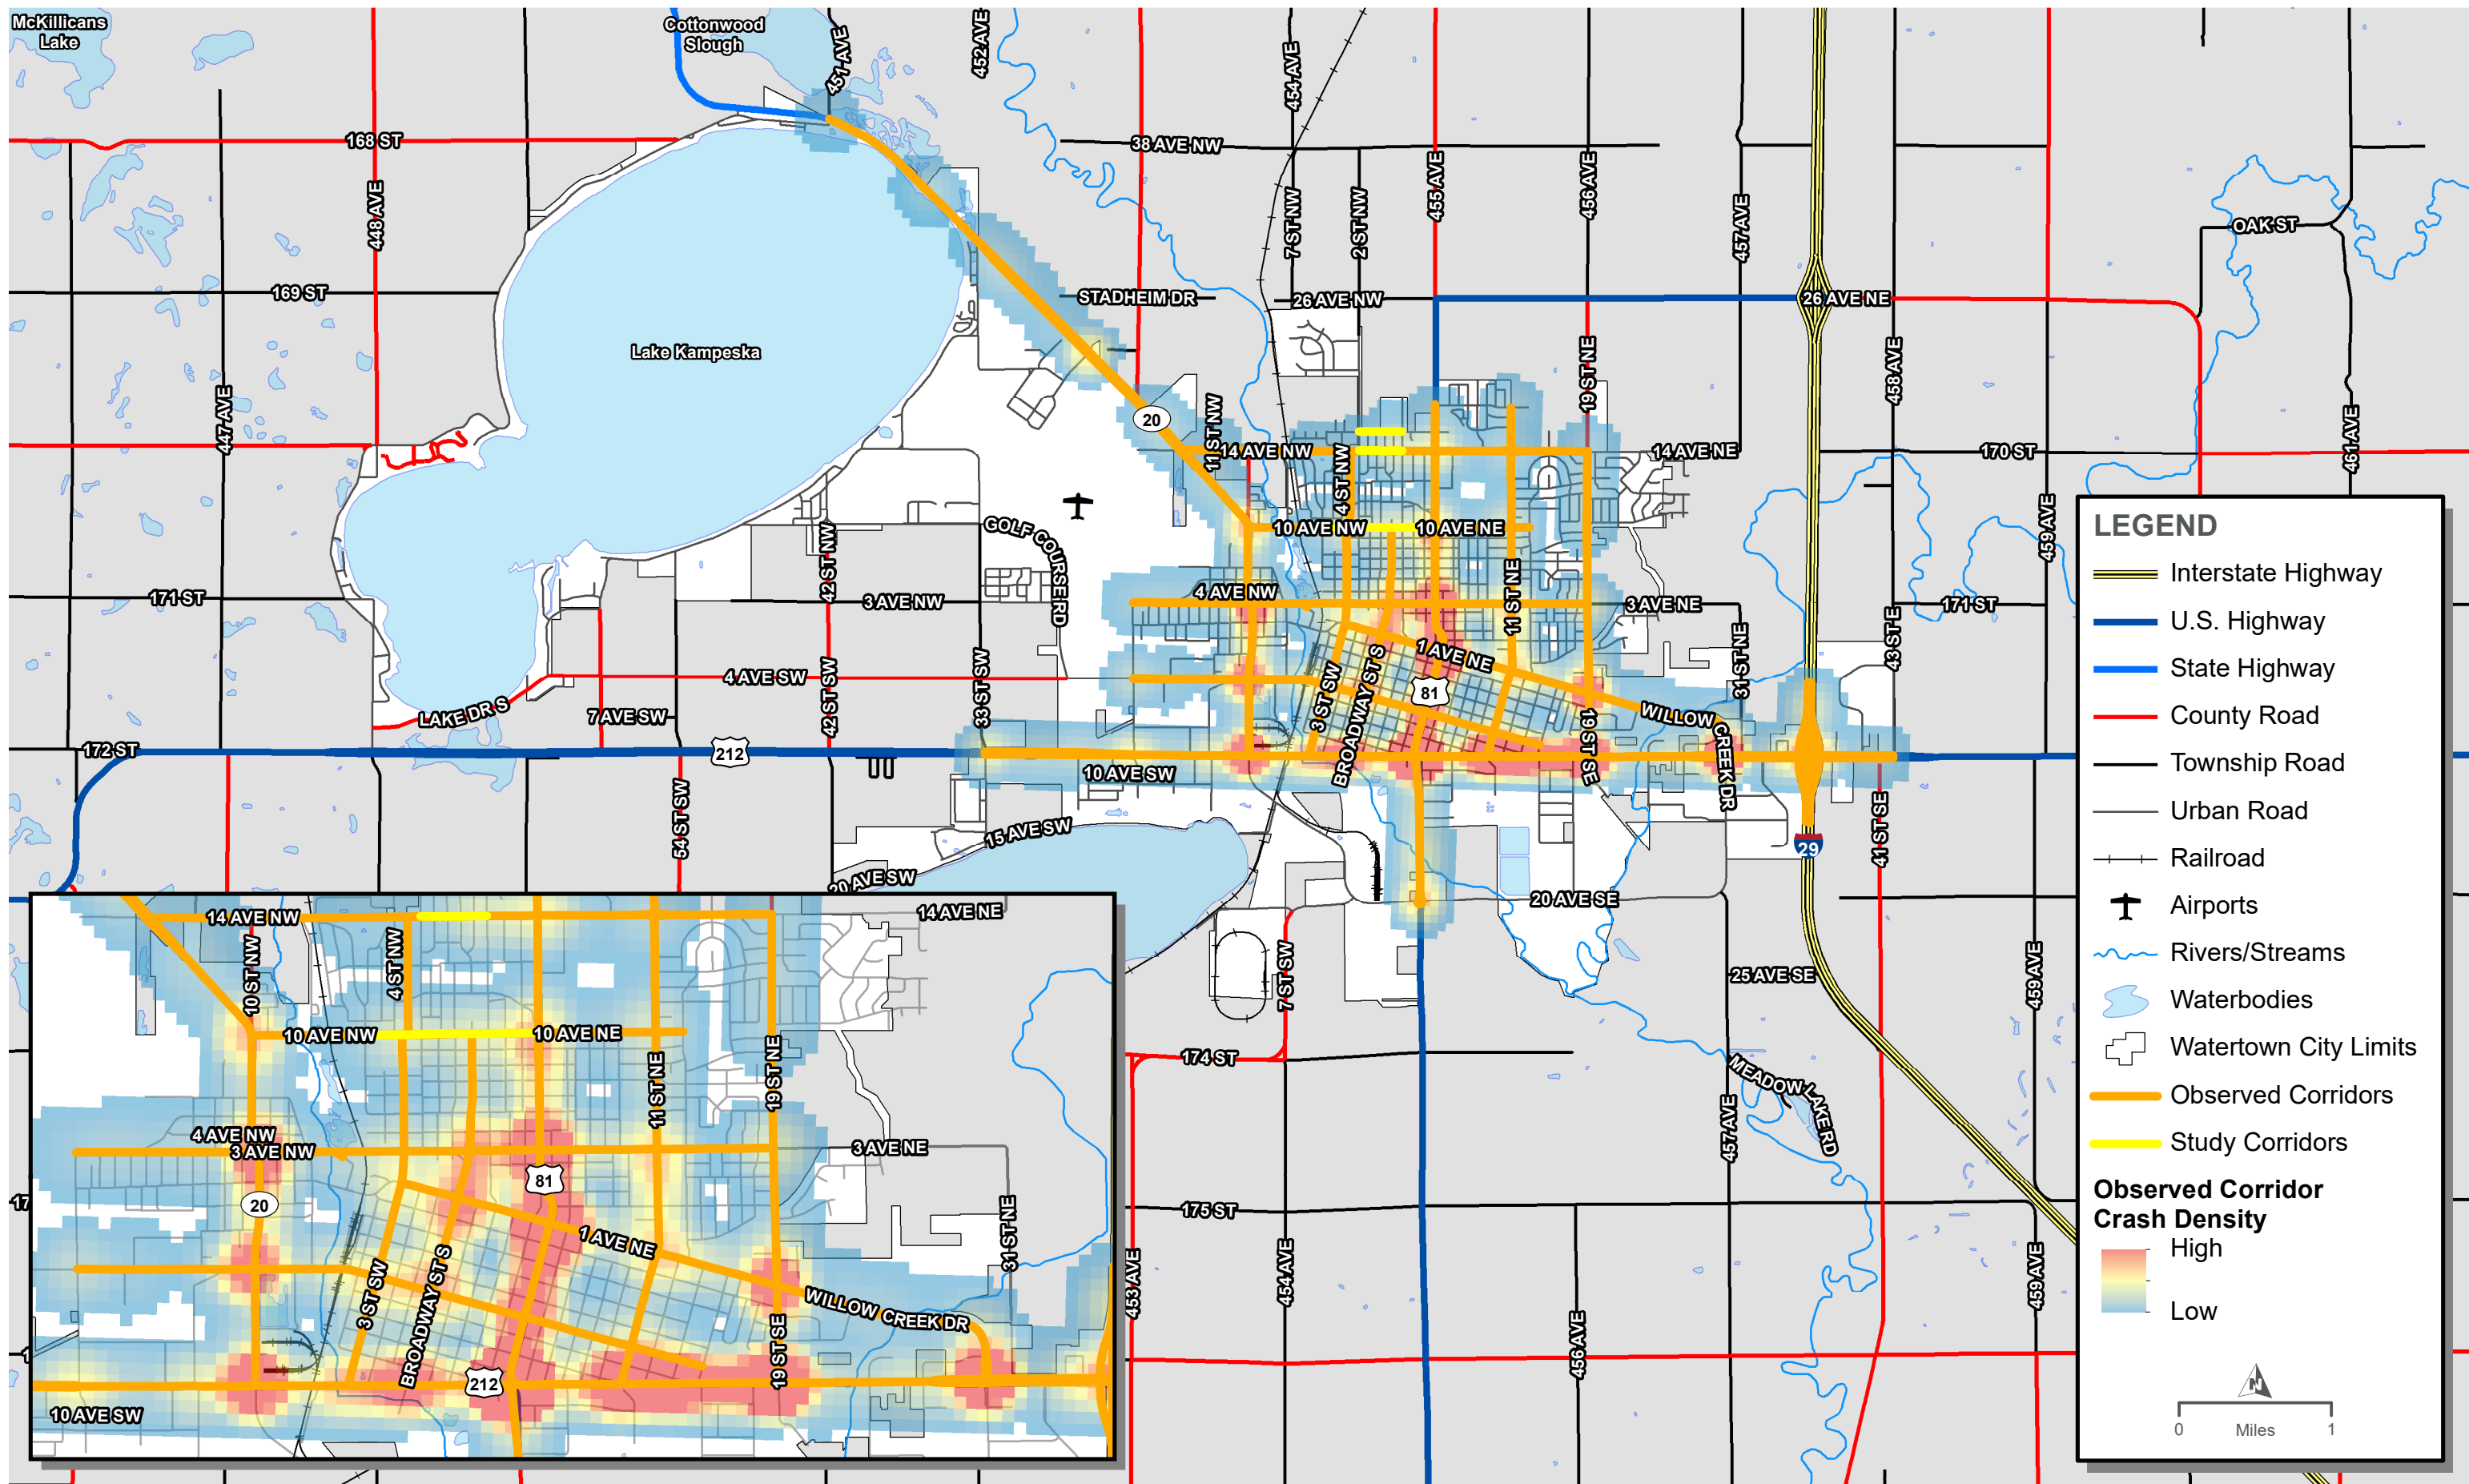 McKillicans
Lake
Cottonwood
Slough
451 AVE
452 AVE
454 AVE
168 ST
38 AVE NW
448 AVE
7 ST NW
2 ST NW
455 AVE
456 AVE
457 AVE
OAK ST
169 ST
STADHEIM DR
26 AVE NW
26 AVE NE
Lake Kampeska
447 AVE
20
11 ST NW
19 ST NE
458 AVE
461 AVE
14 AVE NW
4 ST NW
14 AVE NE
170 ST
GOLF COURSE RD
42 ST NW
10 AVE NW
10 AVE NE
459 AVE
171 ST
3 AVE NW
4 AVE NW
11 ST NE
3 AVE NE
171 ST
31 ST NE
43 ST E
1 AVE NE
4 AVE SW
42 ST SW
33 ST SW
3 ST SW
BROADWAY ST S
81
LAKE DR S
7 AVE SW
WILLOW CREEK DR
19 ST SE
172 ST
212
10 AVE SW
54 ST SW
15 AVE SW
20 AVE SW
29
41 ST SE
20 AVE SE
7 ST SW
25 AVE SE
459 AVE
174 ST
MEADOW LAKE RD
457 AVE
175 ST
453 AVE
454 AVE
456 AVE
459 AVE
17
1
14 AVE NW
14 AVE NE
10 ST NW
4 ST NW
10 AVE NW
10 AVE NE
11 ST NE
19 ST NE
4 AVE NW
3 AVE NW
3 AVE NE
81
20
1 AVE NE
31 ST NE
3 ST SW
BROADWAY ST S
WILLOW CREEK DR
19 ST SE
212
10 AVE SW
LEGEND
Interstate Highway
U.S. Highway
State Highway
County Road
Township Road
Urban Road
Railroad
Airports
Rivers/Streams
Waterbodies
Watertown City Limits
Observed Corridors
Study Corridors
Observed Corridor
Crash Density
High
Low
N
0 Miles 1